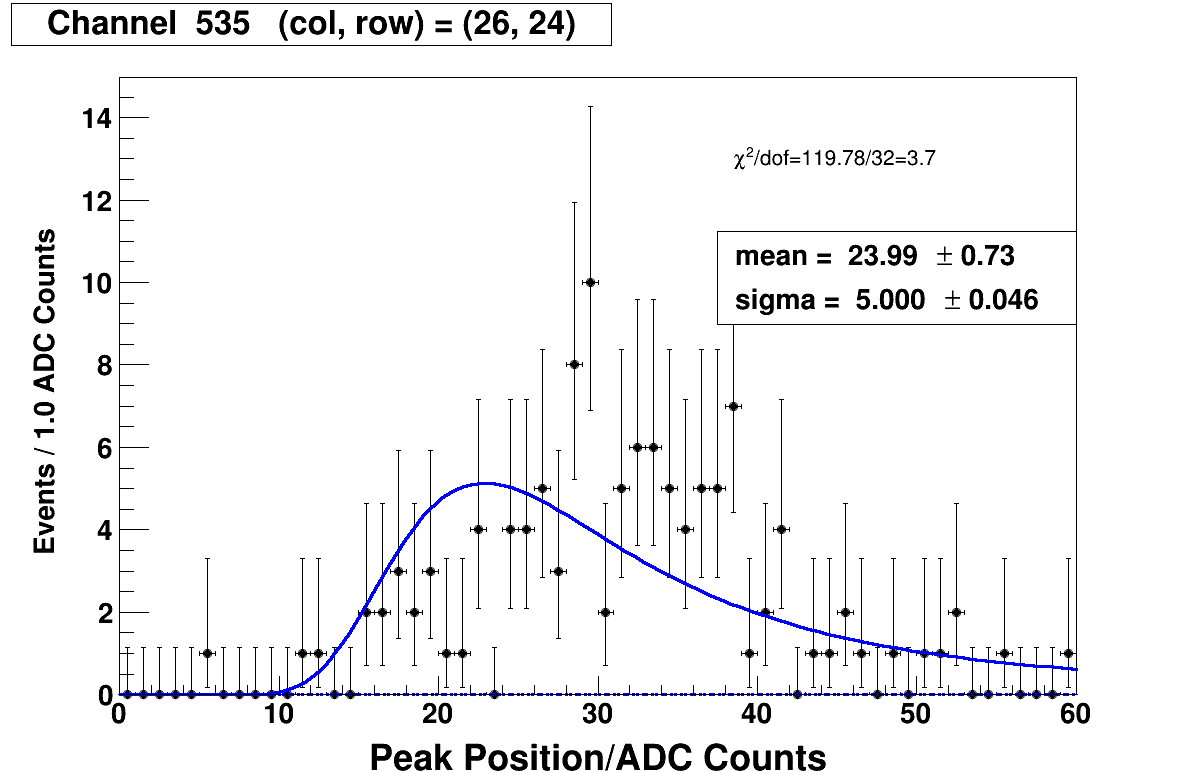 Channel 535 (col, row) = (26, 24)
χ²/dof=119.78/32=3.7
mean = 23.99 ± 0.73
sigma = 5.000 ± 0.046
Events / 1.0 ADC Counts
14
12
10
8
6
4
2
0
0 10 20 30 40 50 60
Peak Position/ADC Counts